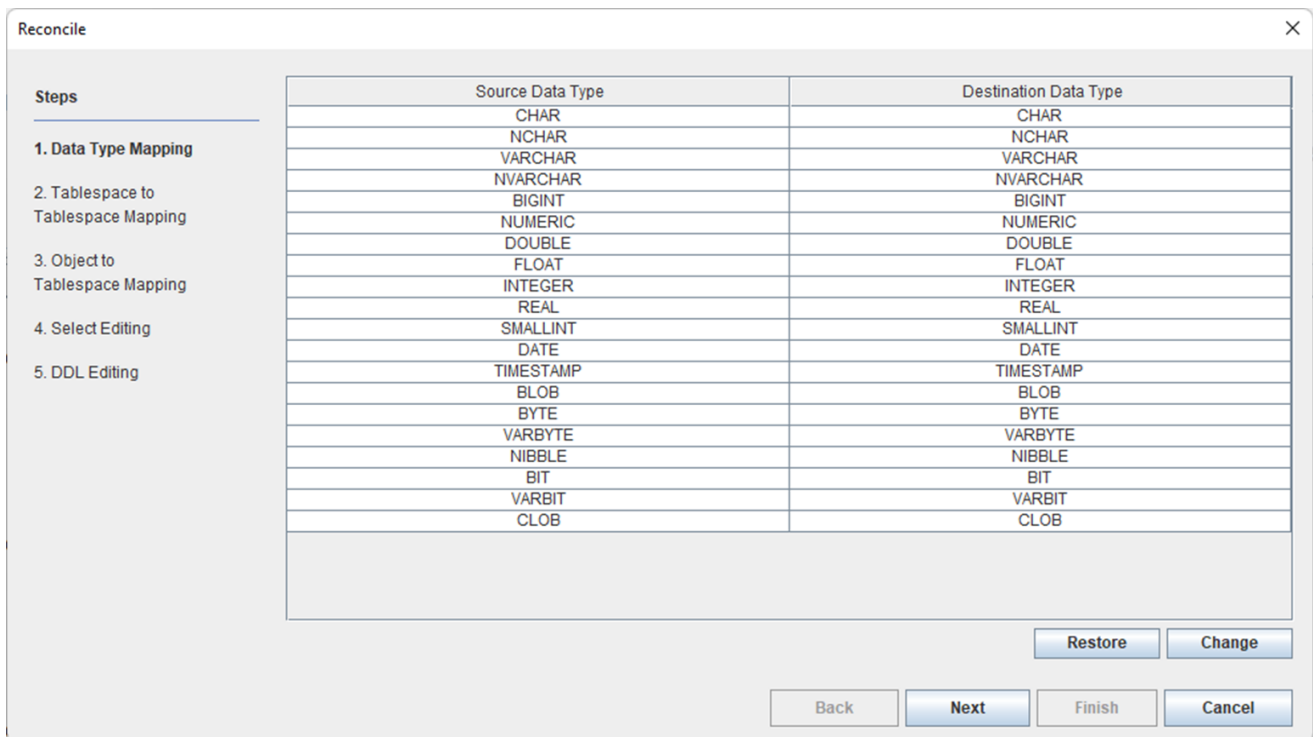 Reconcile
Steps
1. Data Type Mapping
2. Tablespace to
Tablespace Mapping
3. Object to
Tablespace Mapping
4. Select Editing
5. DDL Editing
Source Data Type Destination Data Type
CHAR CHAR
NCHAR NCHAR
VARCHAR VARCHAR
NVARCHAR NVARCHAR
BIGINT BIGINT
NUMERIC NUMERIC
DOUBLE DOUBLE
FLOAT FLOAT
INTEGER INTEGER
REAL REAL
SMALLINT SMALLINT
DATE DATE
TIMESTAMP TIMESTAMP
BLOB BLOB
BYTE BYTE
VARBYTE VARBYTE
NIBBLE NIBBLE
BIT BIT
VARBIT VARBIT
CLOB CLOB
Restore Change
Back Next Finish Cancel